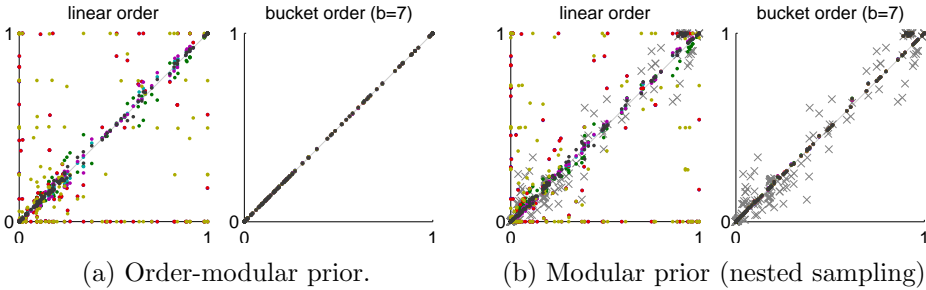 linear order
bucket order (b=7)
linear order
bucket order (b=7)
1
1
1
1
0
0
0
0
0
1
0
1
0
1
0
1
(a) Order-modular prior.
(b) Modular prior (nested sampling)